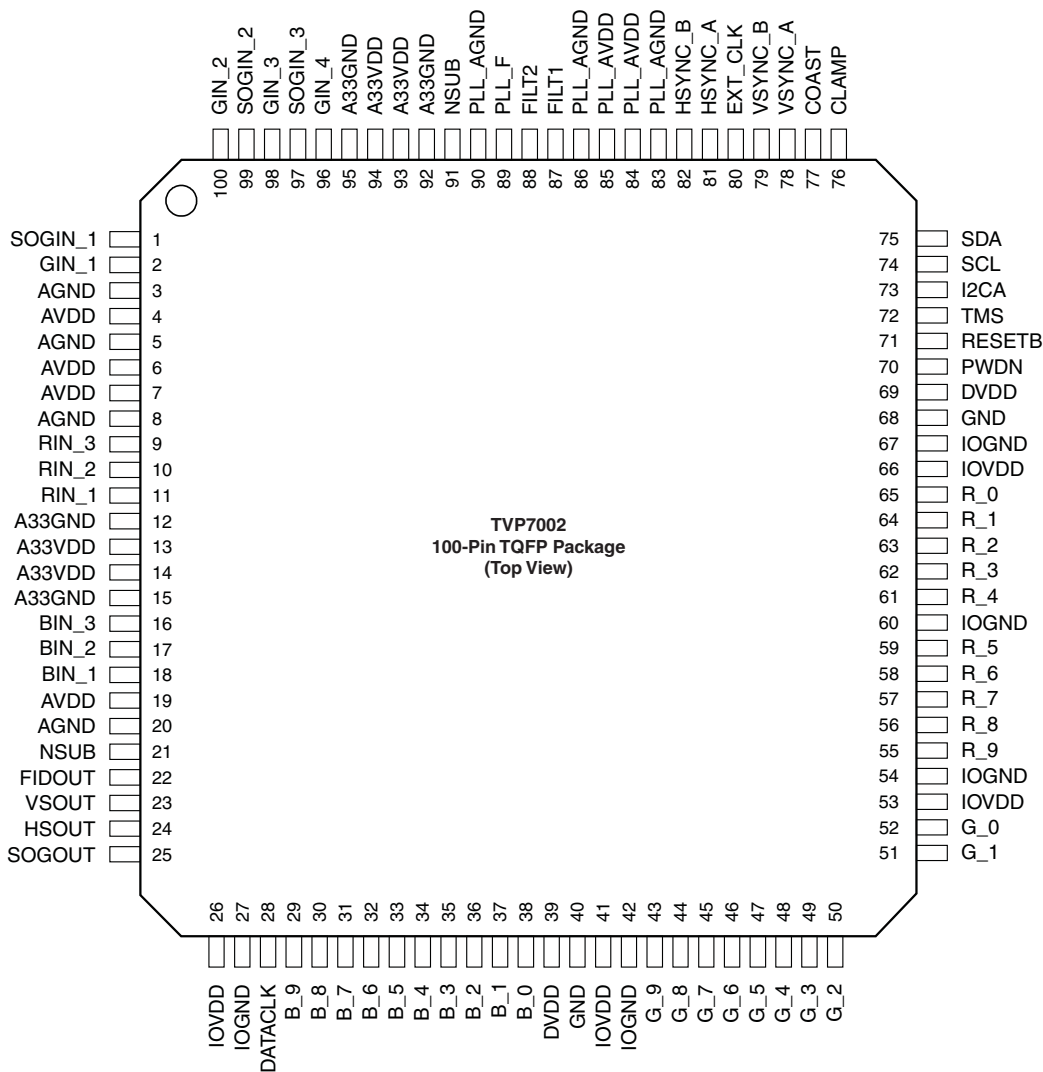 GIN_2
SOGIN_2
GIN_3
SOGIN_3
GIN_4
A33GND
A33VDD
A33VDD
A33GND
NSUB
PLL_AGND
PLL_F
FILT2
FILT1
PLL_AGND
PLL_AVDD
PLL_AVDD
PLL_AGND
HSYNC_B
HSYNC_A
EXT_CLK
VSYNC_B
VSYNC_A
COAST
CLAMP
100
99
98
97
96
95
94
93
92
91
90
89
88
87
86
85
84
83
82
81
80
79
78
77
76
SOGIN_1 1
GIN_1 2
AGND 3
AVDD 4
AGND 5
AVDD 6
AVDD 7
AGND 8
RIN_3 9
RIN_2 10
RIN_1 11
A33GND 12
A33VDD 13
A33VDD 14
A33GND 15
BIN_3 16
BIN_2 17
BIN_1 18
AVDD 19
AGND 20
NSUB 21
FIDOUT 22
VSOUT 23
HSOUT 24
SOGOUT 25
TVP7002
100-Pin TQFP Package
(Top View)
75 SDA
74 SCL
73 I2CA
72 TMS
71 RESETB
70 PWDN
69 DVDD
68 GND
67 IOGND
66 IOVDD
65 R_0
64 R_1
63 R_2
62 R_3
61 R_4
60 IOGND
59 R_5
58 R_6
57 R_7
56 R_8
55 R_9
54 IOGND
53 IOVDD
52 G_0
51 G_1
26
27
28
29
30
31
32
33
34
35
36
37
38
39
40
41
42
43
44
45
46
47
48
49
50
IOVDD
IOGND
DATACLK
B_9
B_8
B_7
B_6
B_5
B_4
B_3
B_2
B_1
B_0
DVDD
GND
IOVDD
IOGND
G_9
G_8
G_7
G_6
G_5
G_4
G_3
G_2